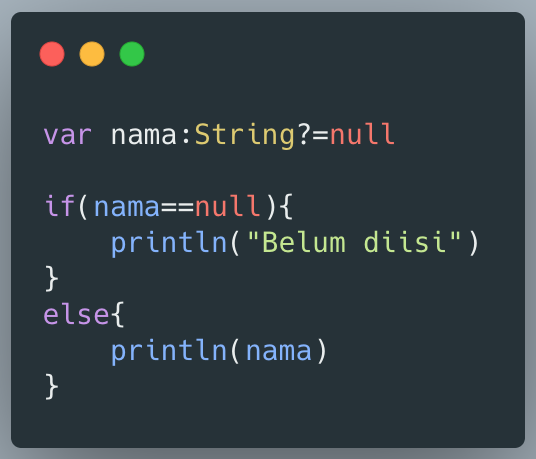 var nama:String?=null
if(nama==null){
    println("Belum diisi")
}
else{
    println(nama)
}